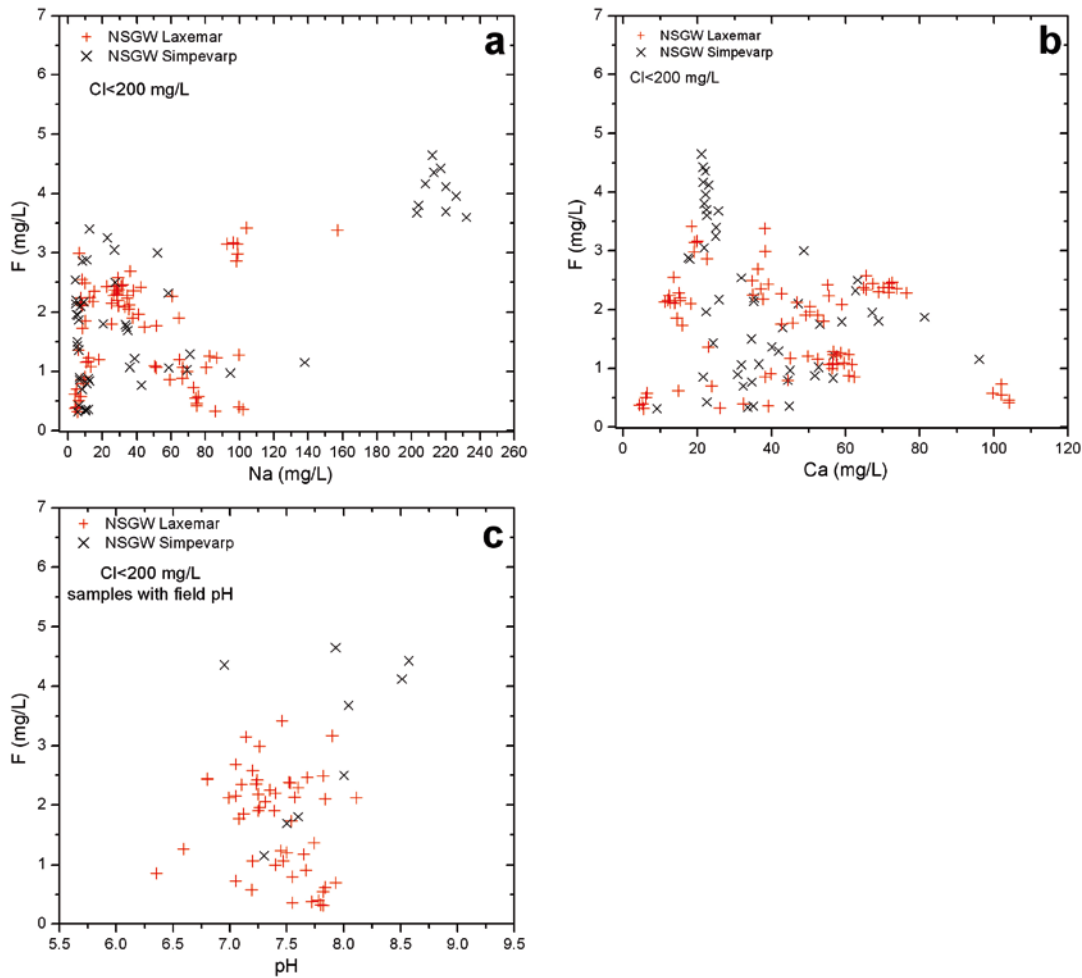 7
6
5
4
3
2
1
0
F (mg/L)
NSGW Laxemar
NSGW Simpevarp
Cl<200 mg/L
a
0 20 40 60 80 100 120 140 160 180 200 220 240 260
Na (mg/L)
7
6
5
4
3
2
1
0
F (mg/L)
NSGW Laxemar
NSGW Simpevarp
Cl<200 mg/L
b
0 20 40 60 80 100 120
Ca (mg/L)
7
6
5
4
3
2
1
0
F (mg/L)
NSGW Laxemar
NSGW Simpevarp
Cl<200 mg/L
samples with field pH
c
5.5 6.0 6.5 7.0 7.5 8.0 8.5 9.0 9.5
pH